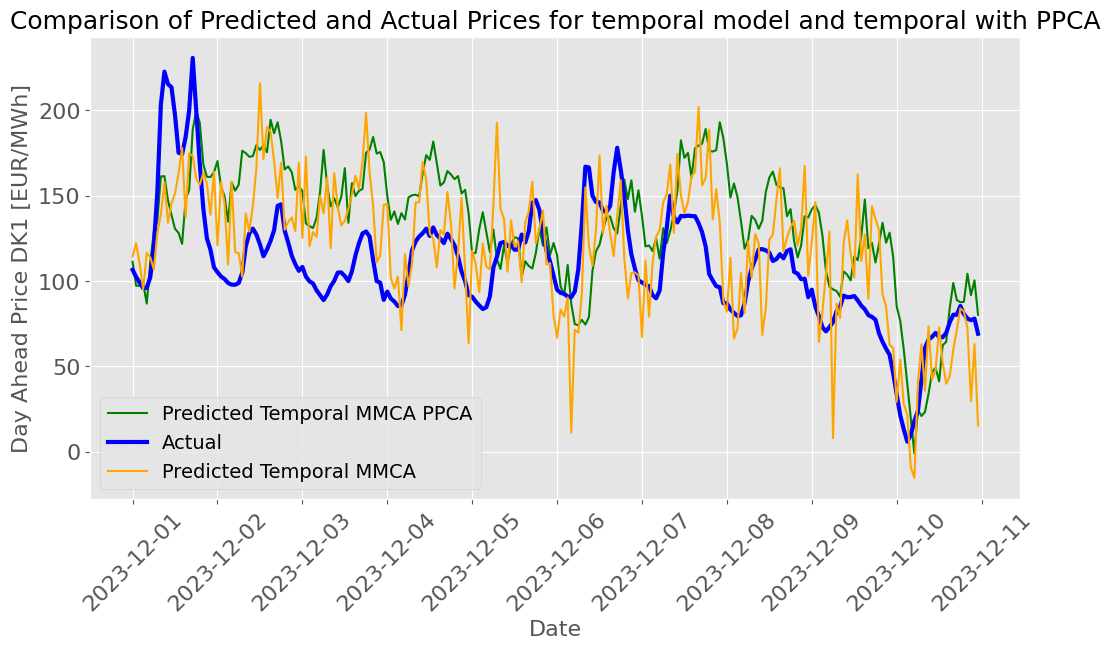 Comparison of Predicted and Actual Prices for temporal model and temporal with PPCA
Day Ahead Price DK1 [EUR/MWh]
200
150
100
50
0
Predicted Temporal MMCA PPCA
Actual
Predicted Temporal MMCA
2023-12-01
2023-12-02
2023-12-03
2023-12-04
2023-12-05
2023-12-06
2023-12-07
2023-12-08
2023-12-09
2023-12-10
2023-12-11
Date